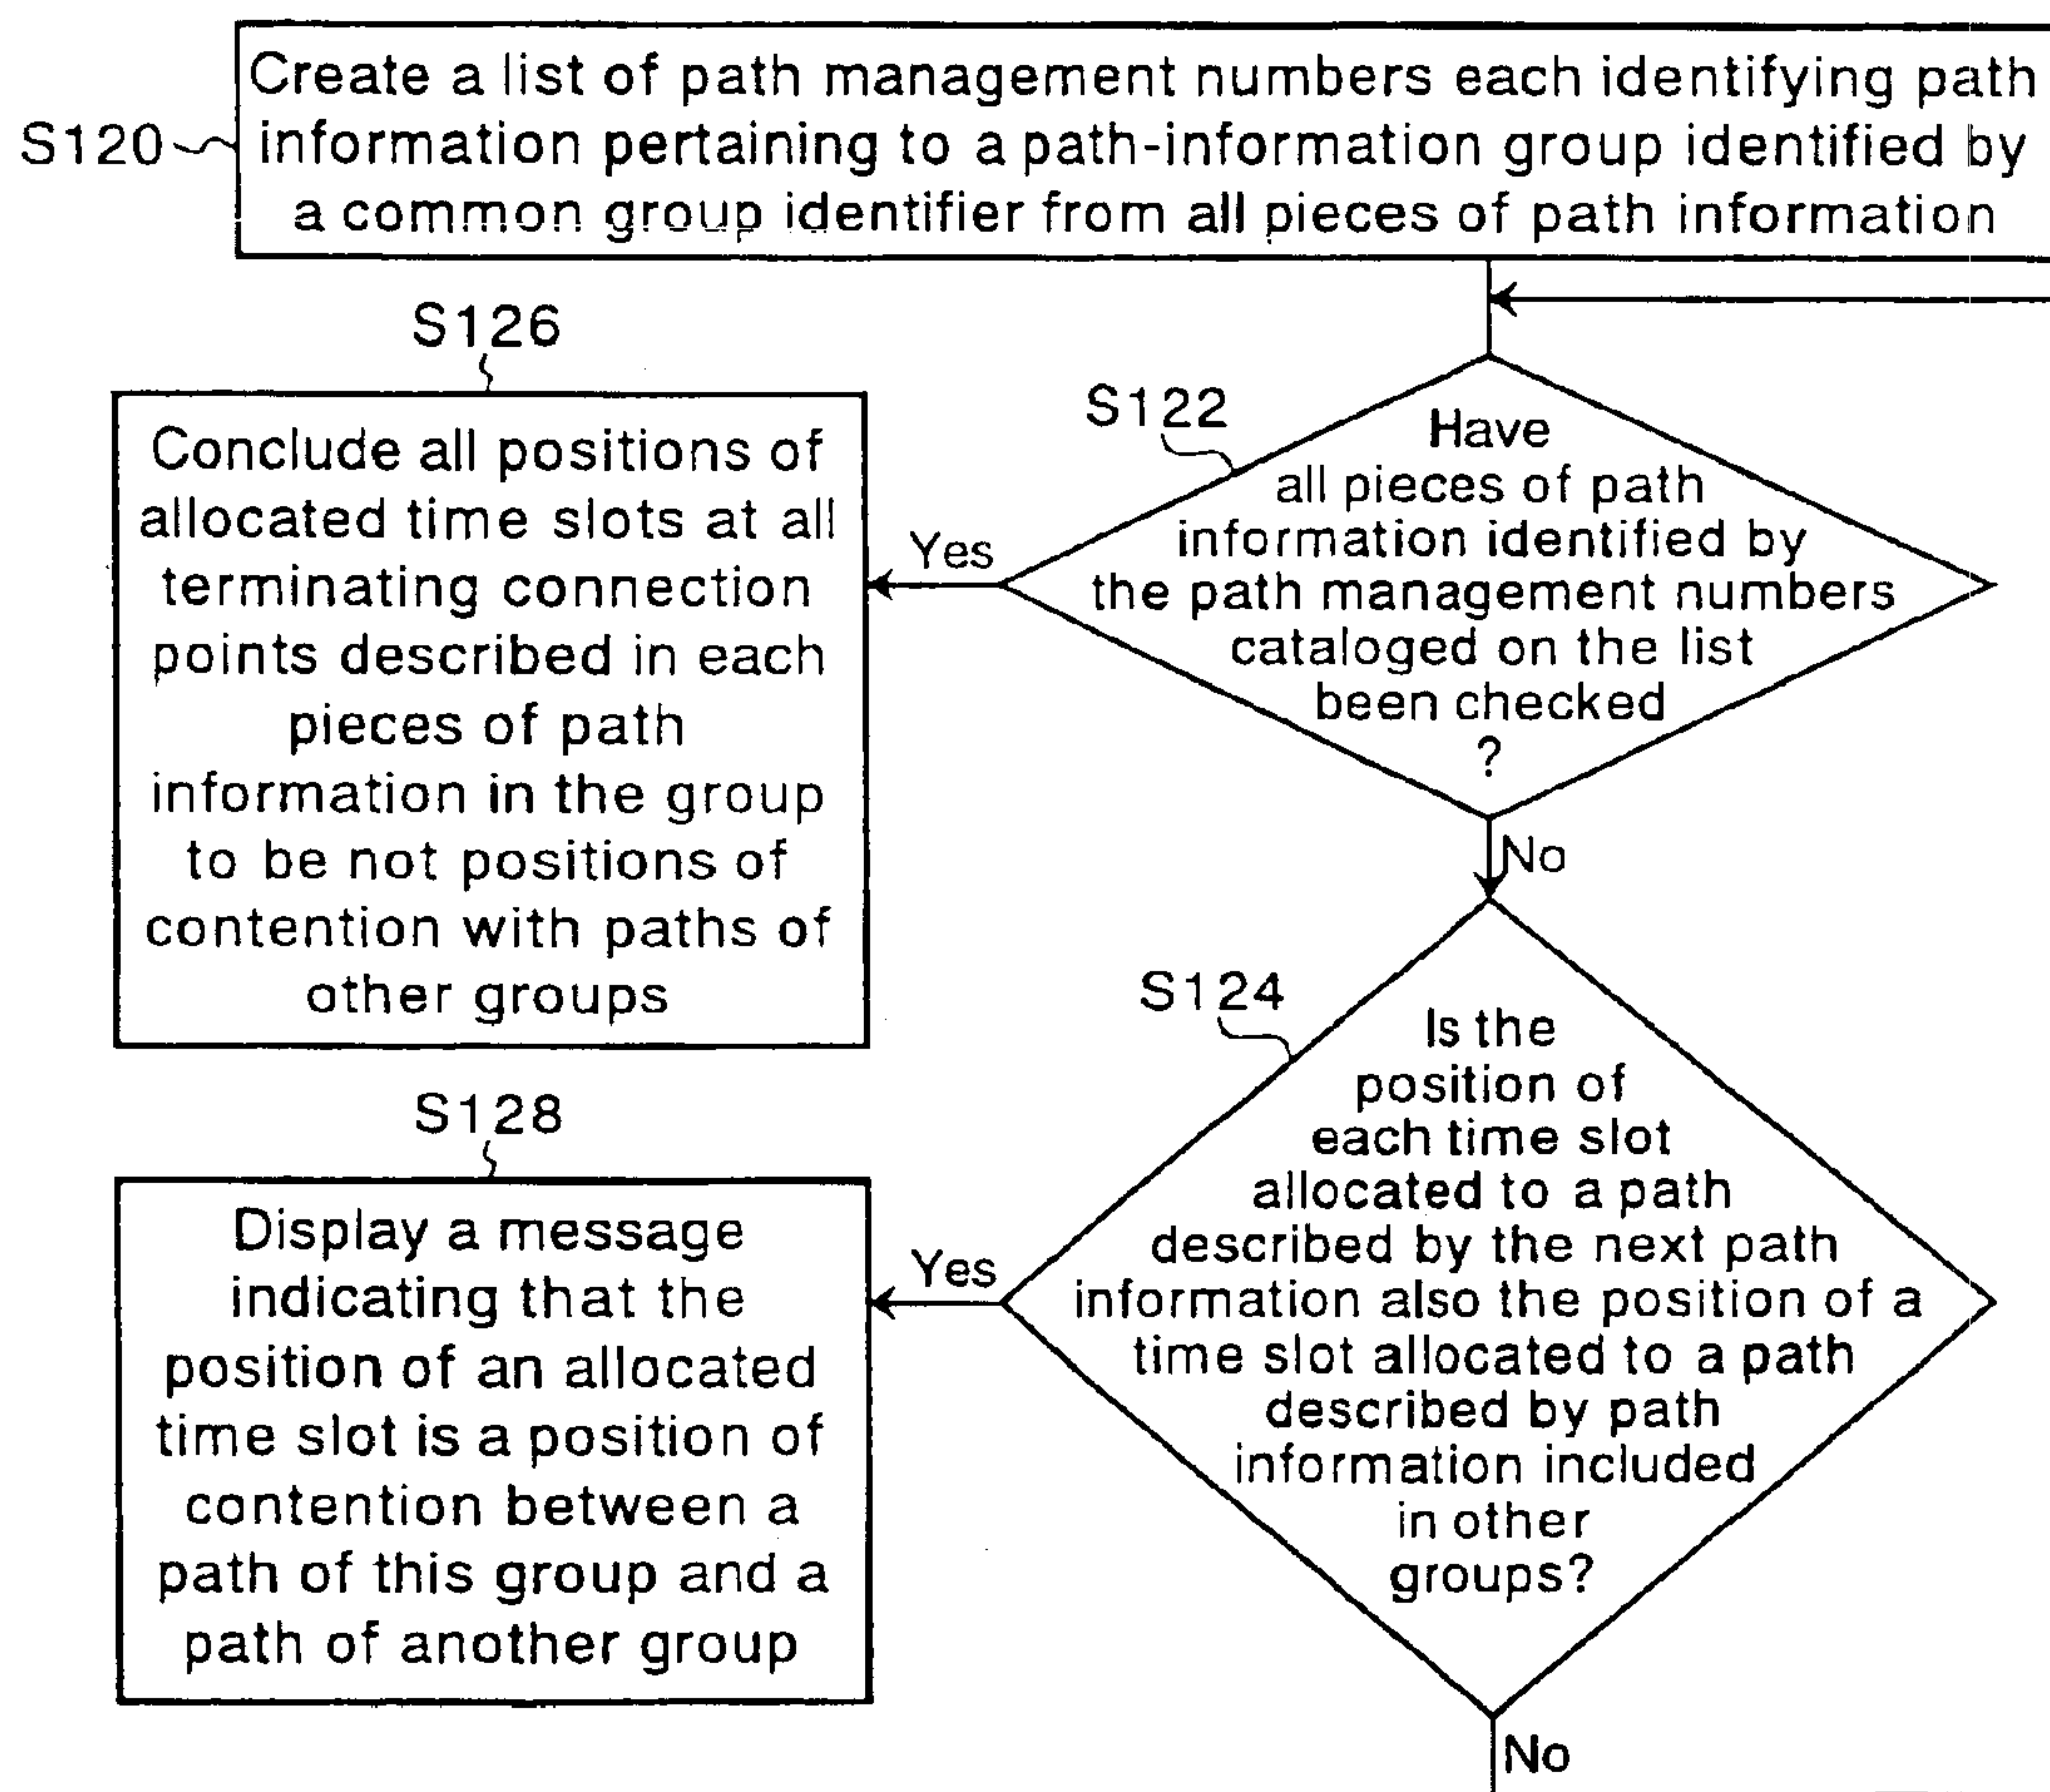 Create a list of path management numbers each identifying path
S120
information pertaining to a path-information group identified by
a common group identifier from all pieces of path information
S126
Conclude all positions of
allocated time slots at all
terminating connection
points described in each
pieces of path
information in the group
to be not positions of
contention with paths of
other groups
S122
Have
all pieces of path
information identified by
the path management numbers
cataloged on the list
been checked
?
Yes
No
S124
Is the
position of
each time slot
allocated to a path
described by the next path
information also the position of a
time slot allocated to a path
described by path
information included
in other
groups?
Yes
No
S128
Display a message
indicating that the
position of an allocated
time slot is a position of
contention between a
path of this group and a
path of another group